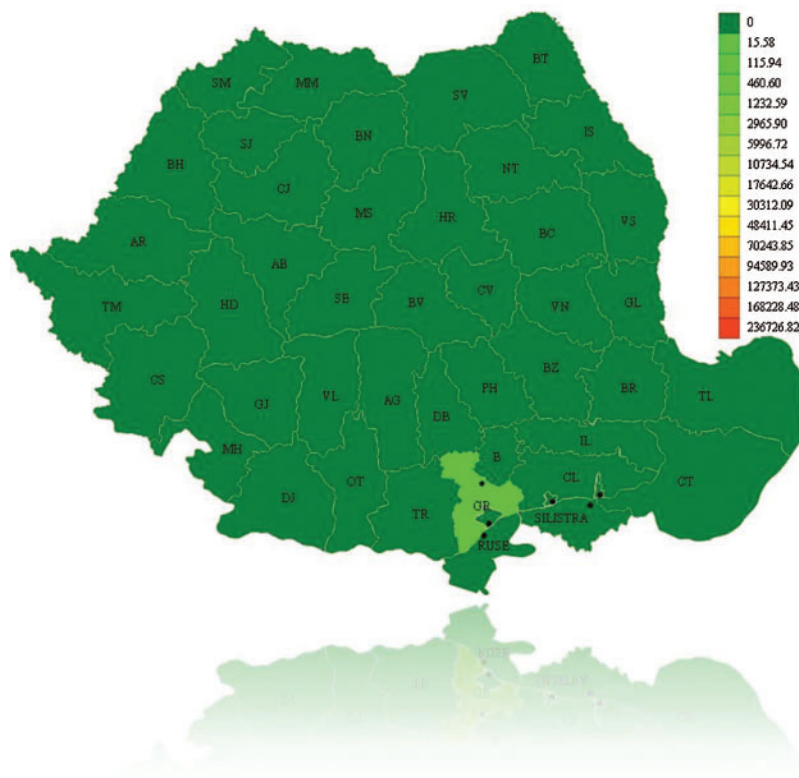 0
15.58
115.94
460.60
1232.59
2965.90
5996.72
10734.54
17642.66
30312.09
48411.45
70243.85
94589.93
127373.43
168228.48
236726.82
BT
SM
MM
SV
BN
IS
SJ
BH
NT
CJ
MS
HR
VS
BC
AR
AB
CV
SB
BV
TM
HD
VN
GL
BZ
CS
PH
BR
TL
VL
AG
GJ
DB
IL
MH
B
CL
OT
CT
DJ
GR
TR
SILISTRA
RUSE